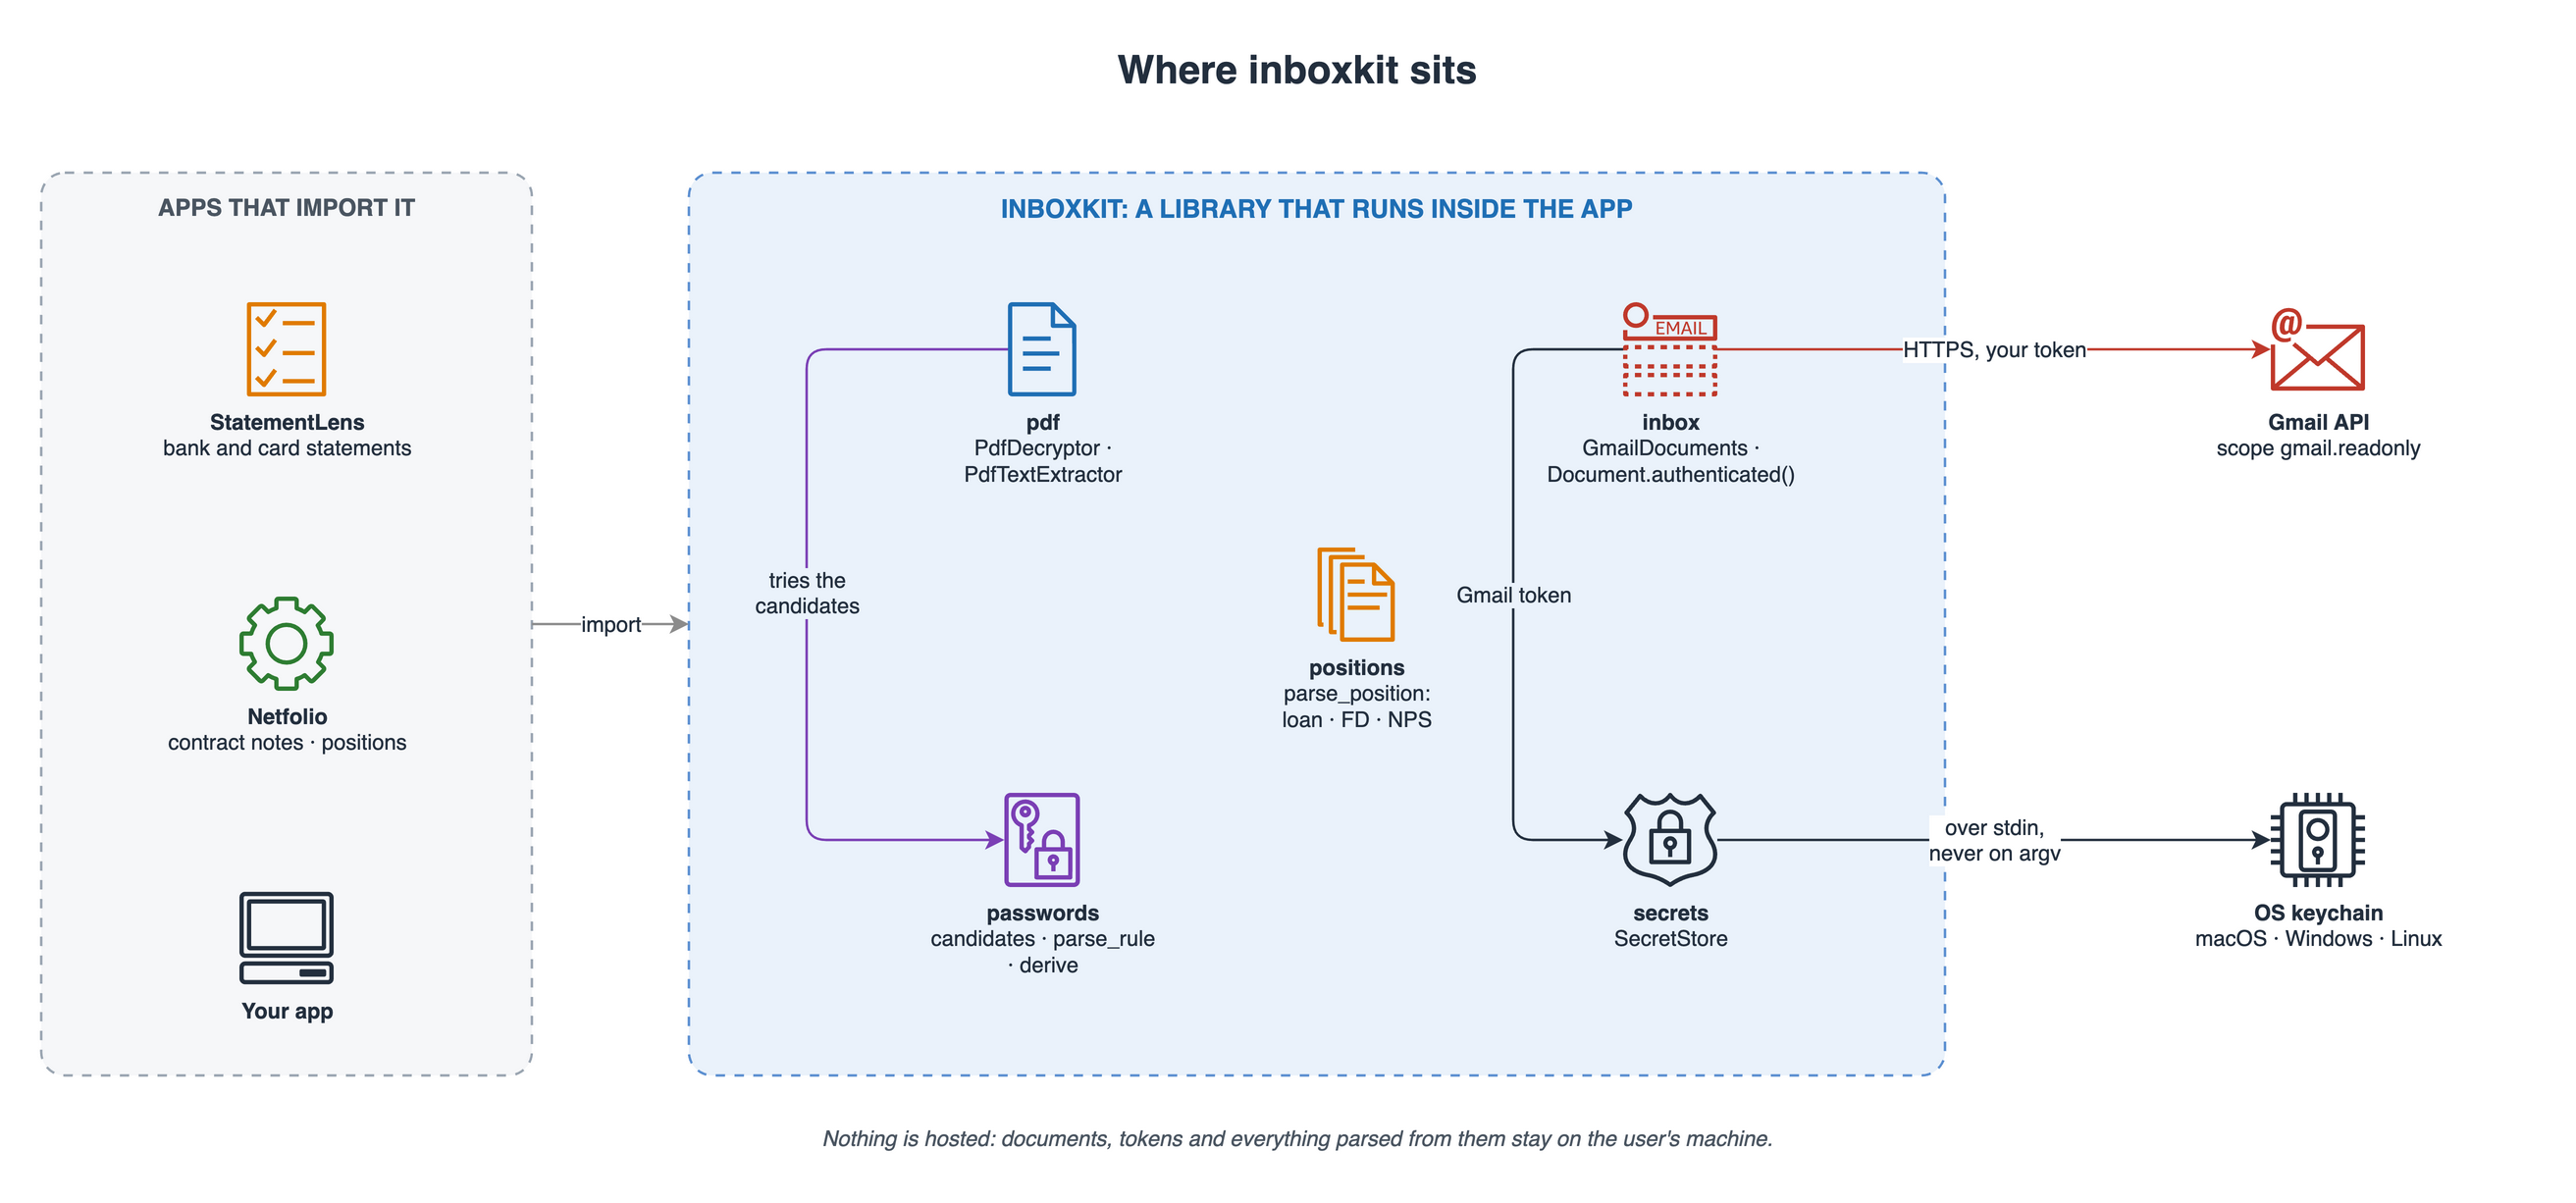 Where inboxkit sits
APPS THAT IMPORT IT
StatementLens
bank and card statements
Netfolio
contract notes · positions
Your app
import
INBOXKIT: A LIBRARY THAT RUNS INSIDE THE APP
pdf
PdfDecryptor ·
PdfTextExtractor
tries the
candidates
passwords
candidates · parse_rule
· derive
positions
parse_position:
loan · FD · NPS
EMAIL
inbox
GmailDocuments ·
Document.authenticated()
Gmail token
secrets
SecretStore
HTTPS, your token
@
Gmail API
scope gmail.readonly
over stdin,
never on argv
OS keychain
macOS · Windows · Linux
Nothing is hosted: documents, tokens and everything parsed from them stay on the user's machine.